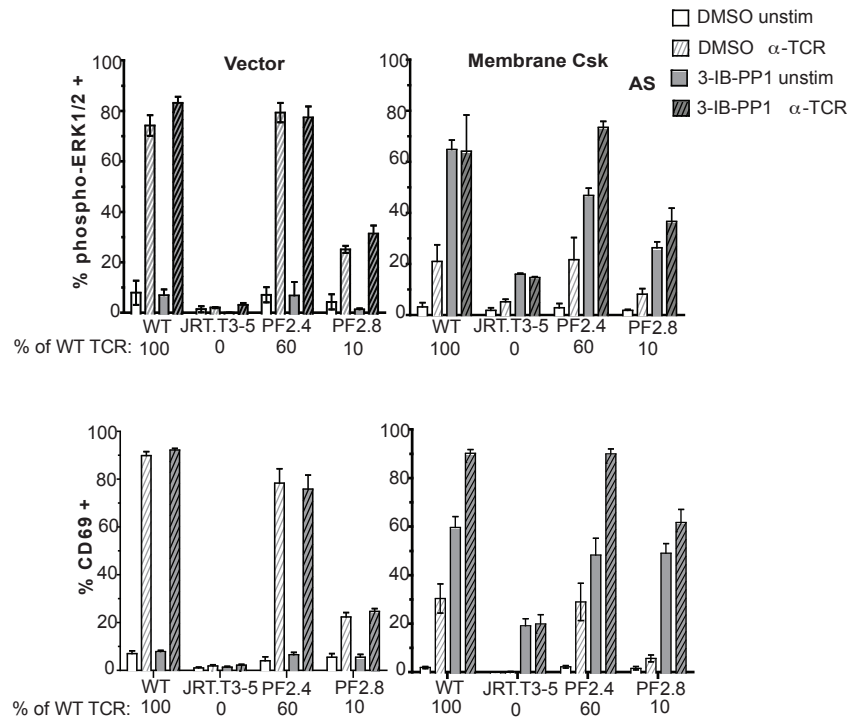 DMSO unstim
DMSO α-TCR
3-IB-PP1 unstim
3-IB-PP1 α-TCR
Vector
Membrane Csk
AS
% phospho-ERK1/2 +
100
80
60
40
20
0
100
80
60
40
20
0
WT JRT.T3-5 PF2.4 PF2.8
WT JRT.T3-5 PF2.4 PF2.8
% of WT TCR: 100 0 60 10
100 0 60 10
% CD69 +
100
80
60
40
20
0
100
80
60
40
20
0
WT JRT.T3-5 PF2.4 PF2.8
WT JRT.T3-5 PF2.4 PF2.8
% of WT TCR: 100 0 60 10
100 0 60 10